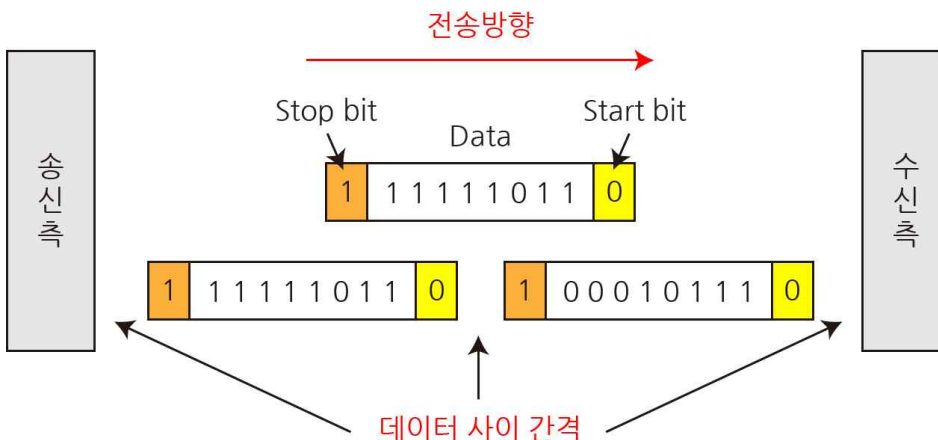 전송방향
Stop bit
Start bit
Data
송신측
수신측
1 1 1 1 1 1 0 1 1 0
1 1 1 1 1 1 0 1 1 0
1 0 0 0 1 0 1 1 1 0
데이터 사이 간격